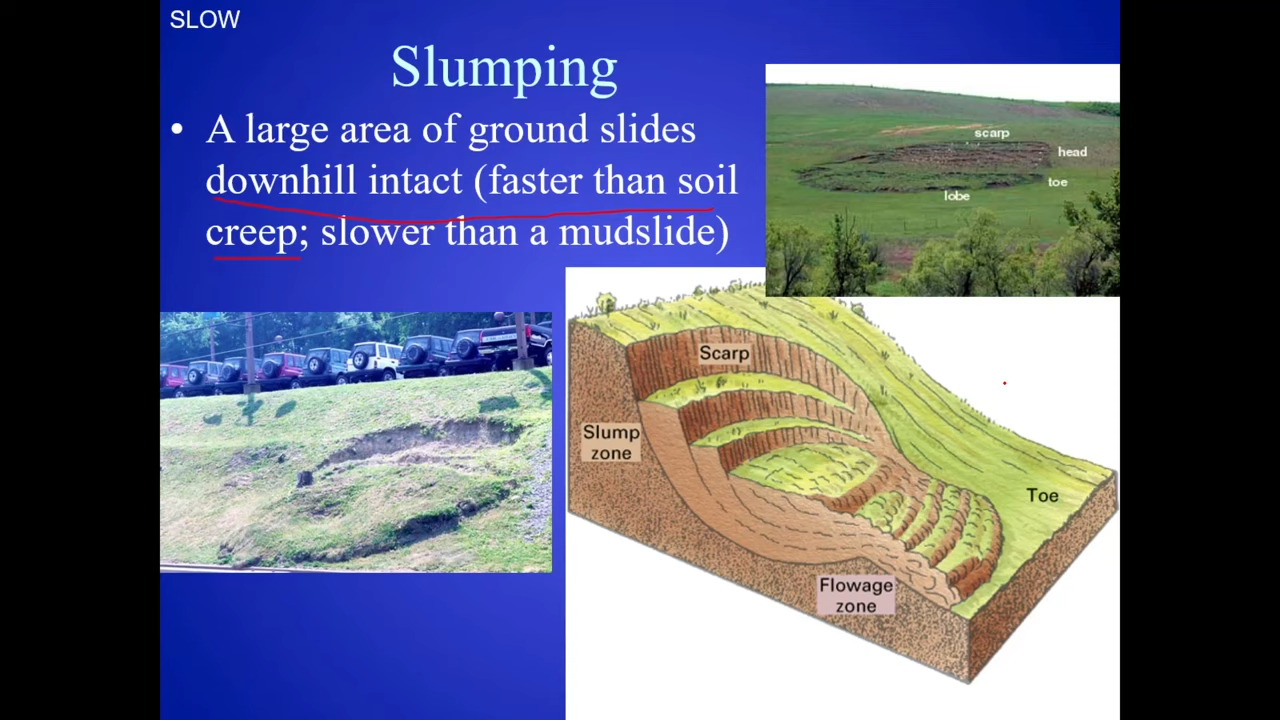 SLOW
Slumping
• A large area of ground slides
downhill intact (faster than soil
creep; slower than a mudslide)
scarp
head
toe
lobe
Scarp
Slump
zone
Toe
Flowage
zone